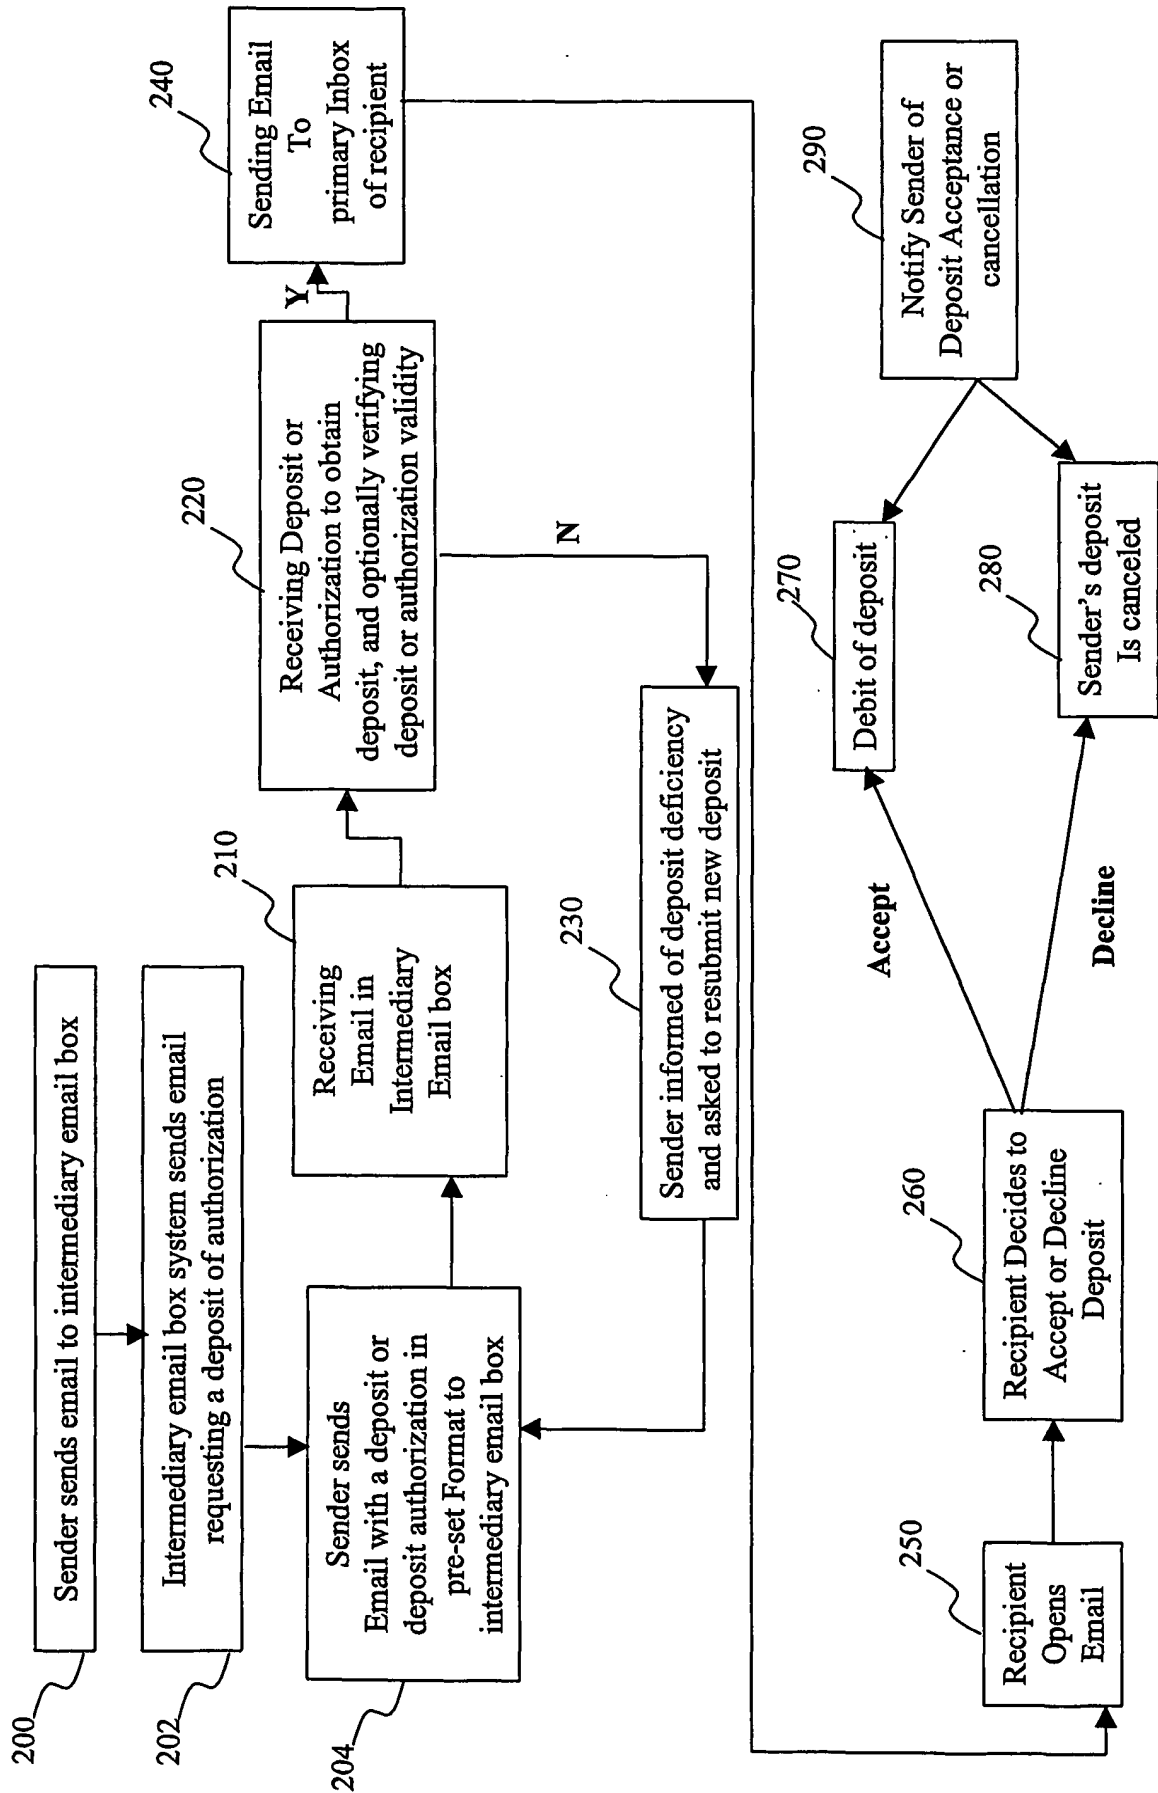 200
Sender sends email to intermediary email box
202
Intermediary email box system sends email
requesting a deposit of authorization
204
Sender sends
Email with a deposit or
deposit authorization in
pre-set Format to
intermediary email box
210
Receiving
Email in
Intermediary
Email box
220
Receiving Deposit or
Authorization to obtain
deposit, and optionally verifying
deposit or authorization validity
Y
N
230
Sender informed of deposit deficiency
and asked to resubmit new deposit
240
Sending Email
To
primary Inbox
of recipient
250
Recipient
Opens
Email
260
Recipient Decides to
Accept or Decline
Deposit
Accept
Decline
270
Debit of deposit
280
Sender's deposit
Is canceled
290
Notify Sender of
Deposit Acceptance or
cancellation